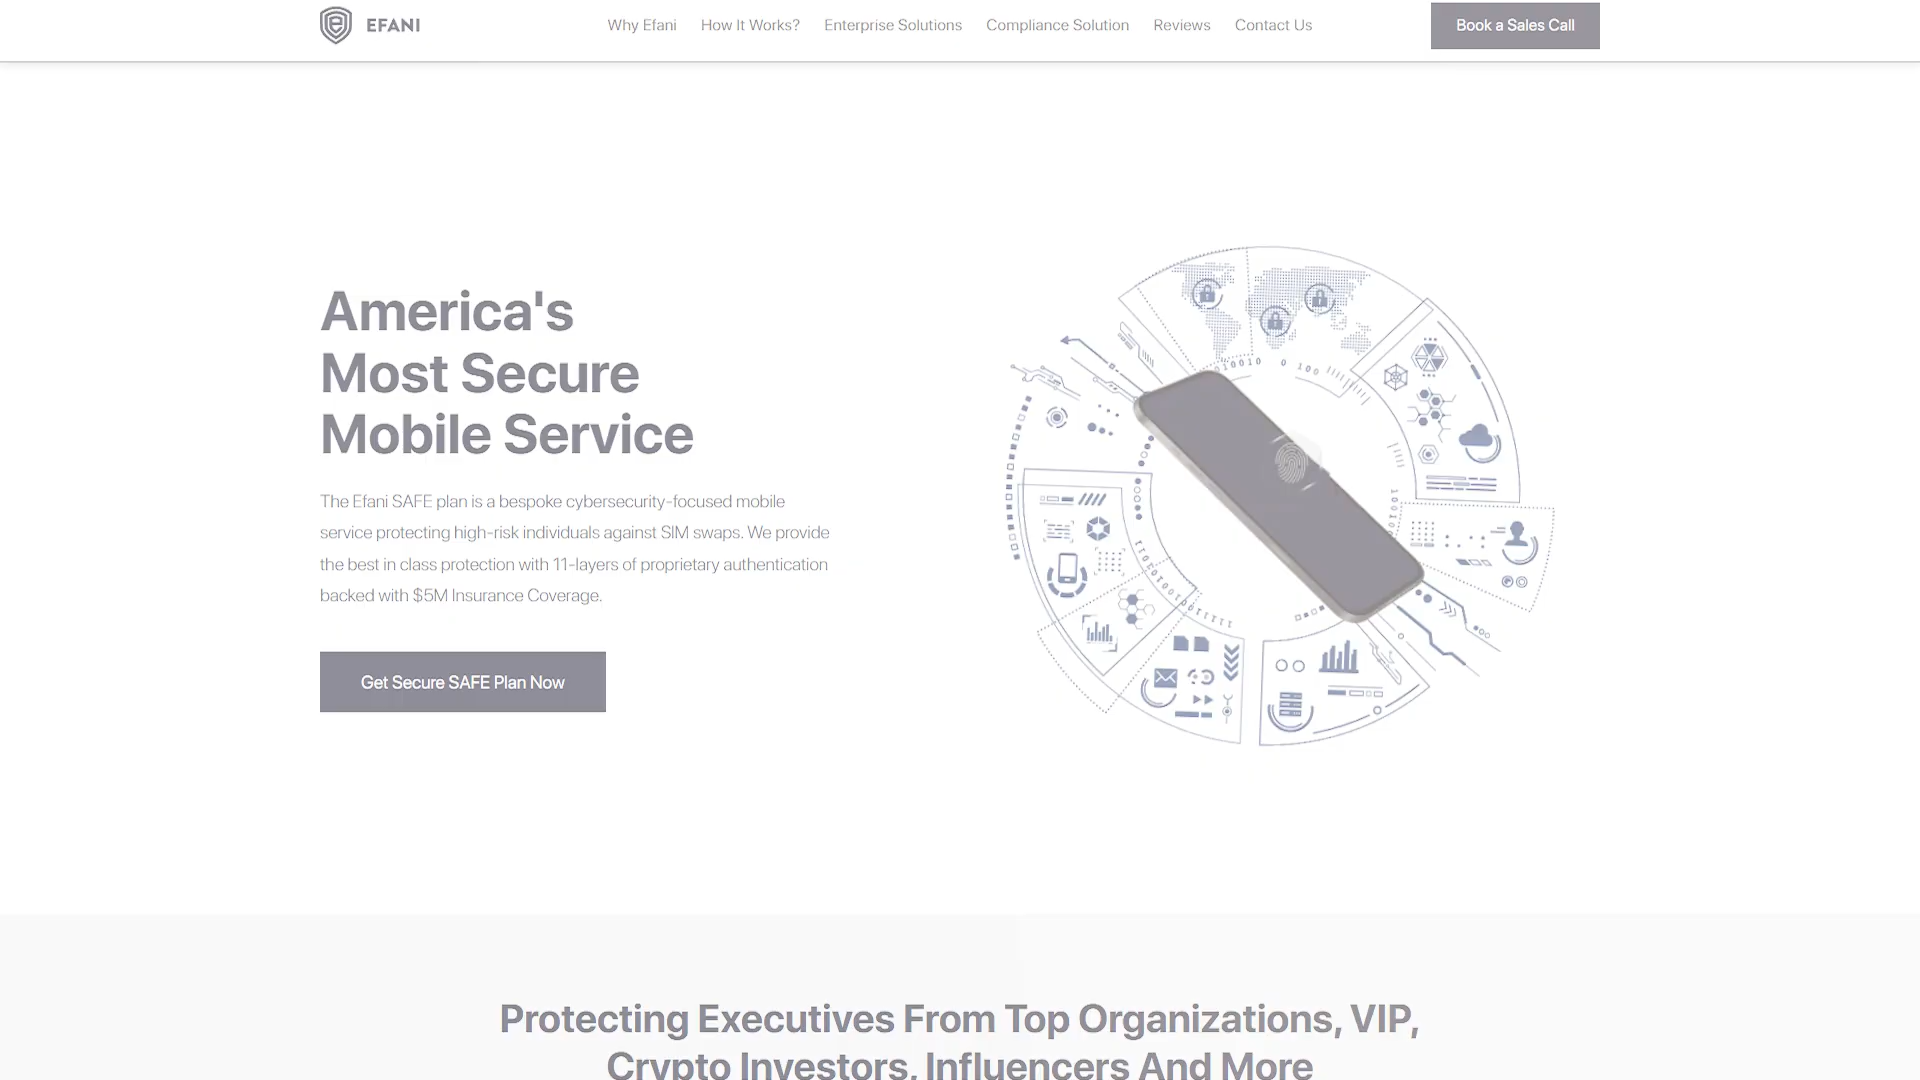 EFANI
Why Efani
How It Works?
Enterprise Solutions
Compliance Solution
Reviews
Contact Us
Book a Sales Call
America's
Most Secure
Mobile Service
The Efani SAFE plan is a bespoke cybersecurity-focused mobile
service protecting high-risk individuals against SIM swaps. We provide
the best in class protection with 11-layers of proprietary authentication
backed with $5M Insurance Coverage.
Get Secure SAFE Plan Now
Protecting Executives From Top Organizations, VIP,
Crypto Investors, Influencers And More